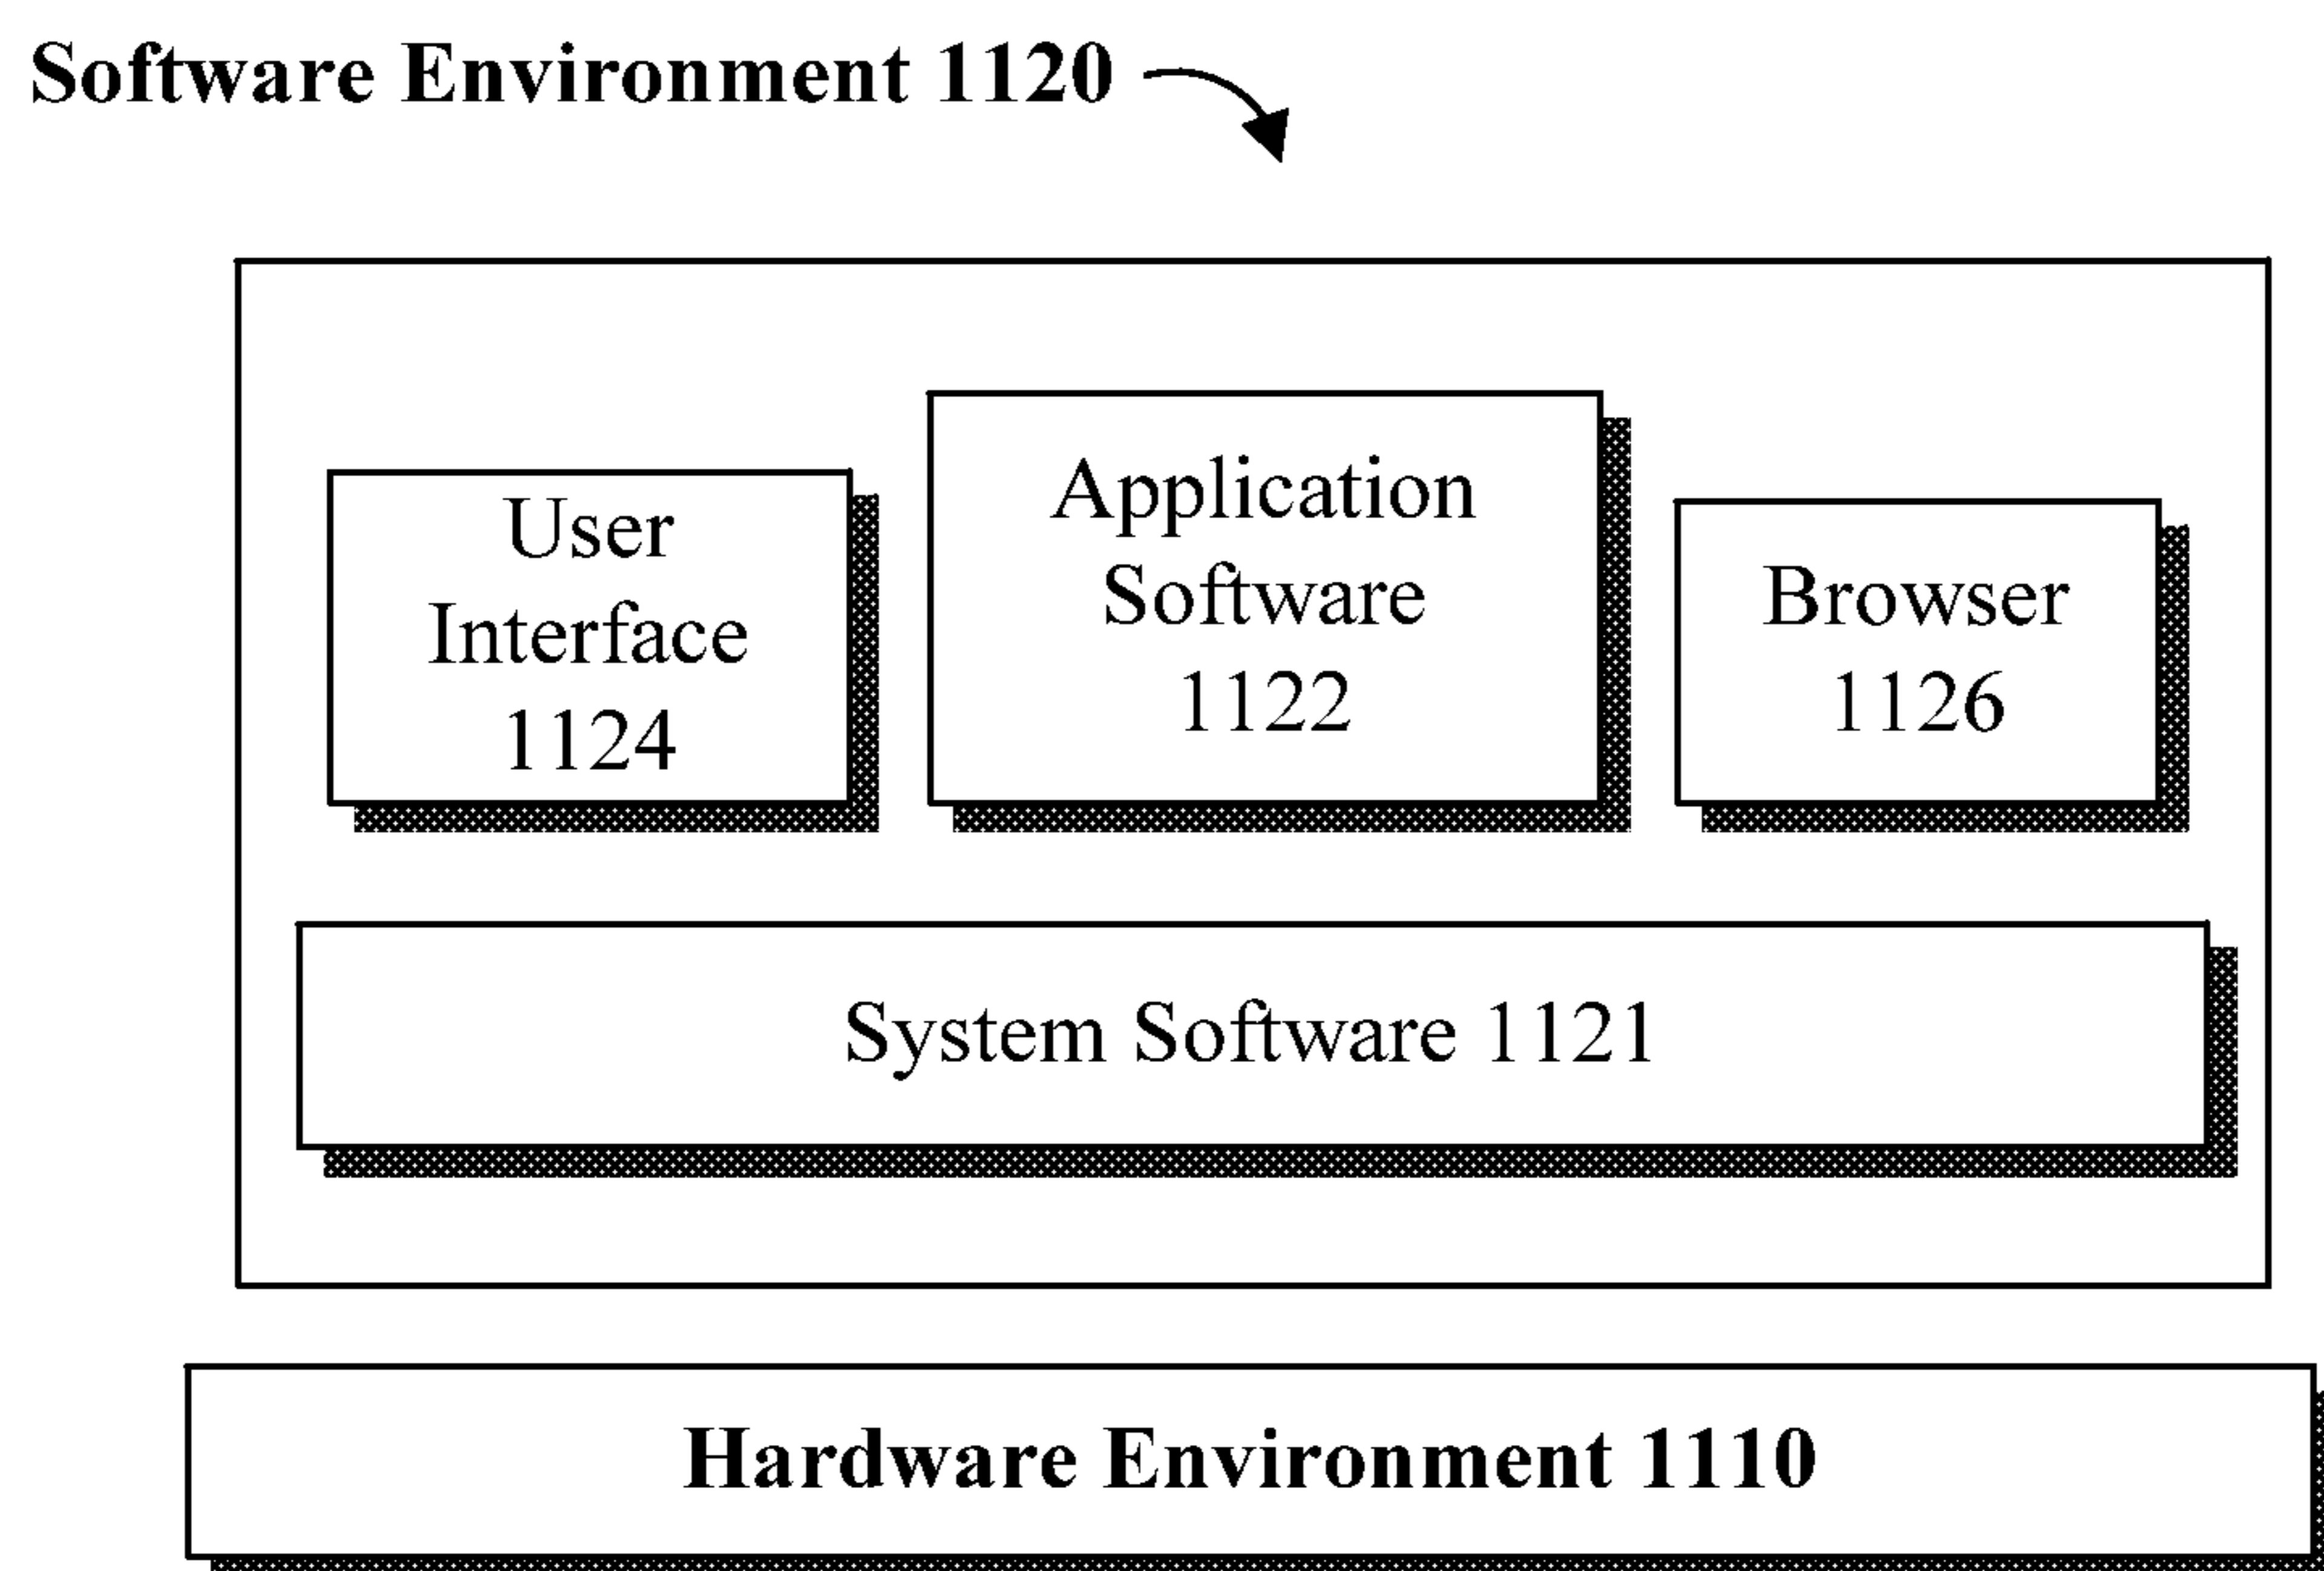 Software Environment 1120
User
Interface
1124
Application
Software
1122
Browser
1126
System Software 1121
Hardware Environment 1110